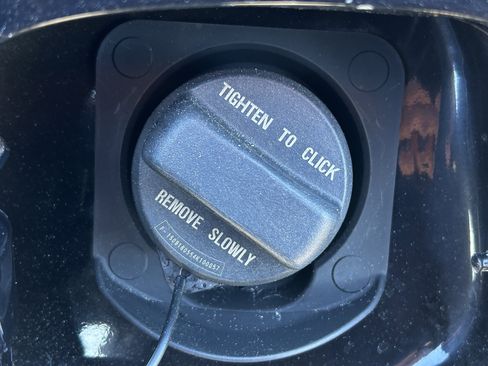 TIGHTEN TO CLICK
REMOVE SLOWLY